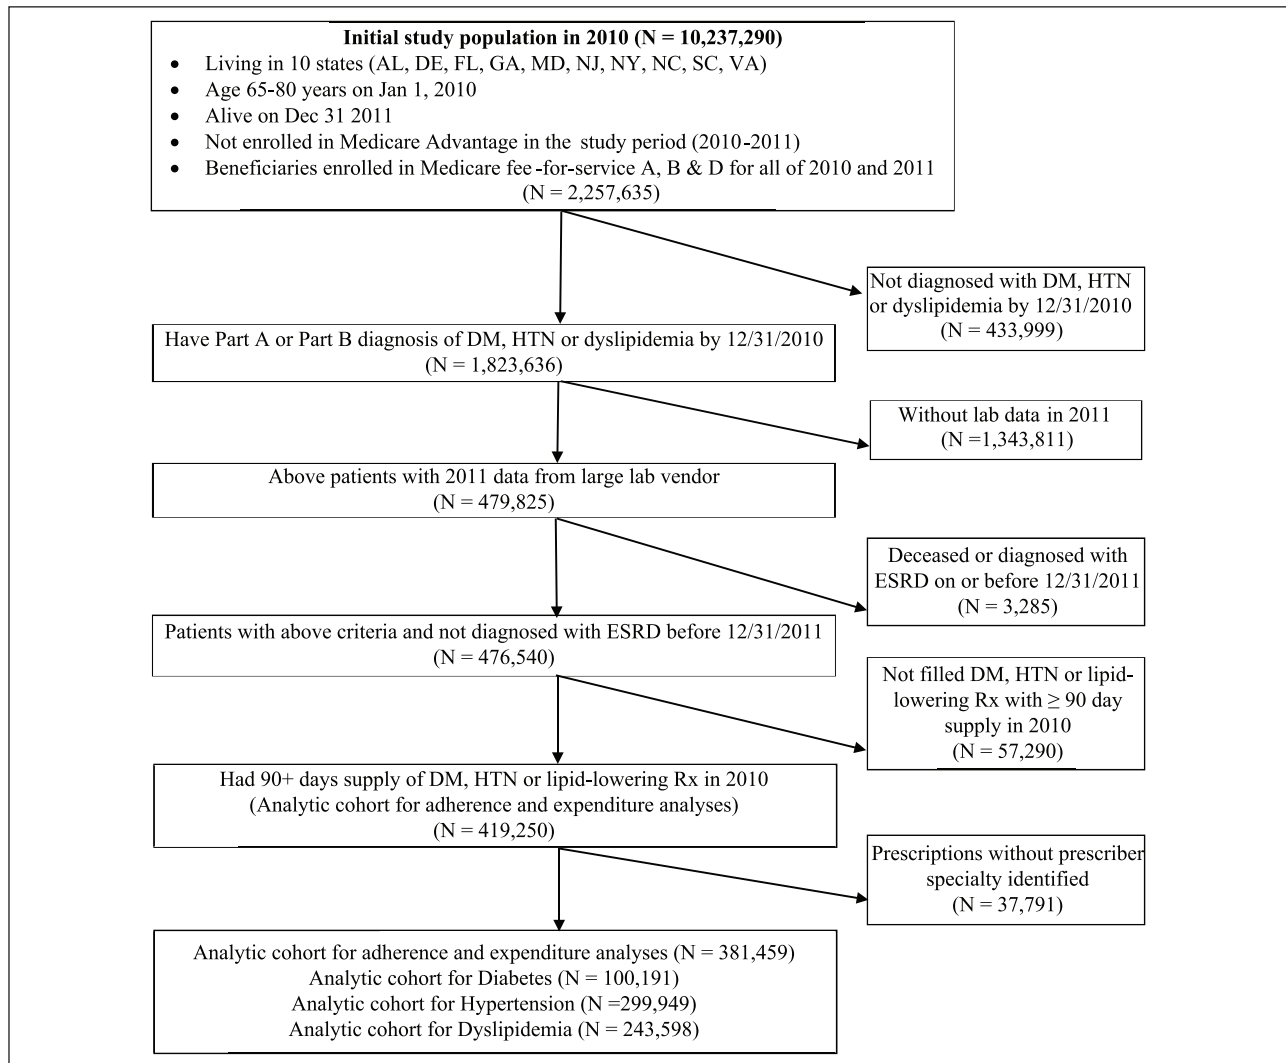 Initial study population in 2010 (N = 10,237,290)
• Living in 10 states (AL, DE, FL, GA, MD, NJ, NY, NC, SC, VA)
• Age 65-80 years on Jan 1, 2010
• Alive on Dec 31 2011
• Not enrolled in Medicare Advantage in the study period (2010-2011)
• Beneficiaries enrolled in Medicare fee-for-service A, B & D for all of 2010 and 2011
(N = 2,257,635)
Not diagnosed with DM, HTN
or dyslipidemia by 12/31/2010
(N = 433,999)
Have Part A or Part B diagnosis of DM, HTN or dyslipidemia by 12/31/2010
(N = 1,823,636)
Without lab data in 2011
(N =1,343,811)
Above patients with 2011 data from large lab vendor
(N = 479,825)
Deceased or diagnosed with
ESRD on or before 12/31/2011
(N = 3,285)
Patients with above criteria and not diagnosed with ESRD before 12/31/2011
(N = 476,540)
Not filled DM, HTN or lipid-
lowering Rx with ≥ 90 day
supply in 2010
(N = 57,290)
Had 90+ days supply of DM, HTN or lipid-lowering Rx in 2010
(Analytic cohort for adherence and expenditure analyses)
(N = 419,250)
Prescriptions without prescriber
specialty identified
(N = 37,791)
Analytic cohort for adherence and expenditure analyses (N = 381,459)
Analytic cohort for Diabetes (N = 100,191)
Analytic cohort for Hypertension (N =299,949)
Analytic cohort for Dyslipidemia (N = 243,598)